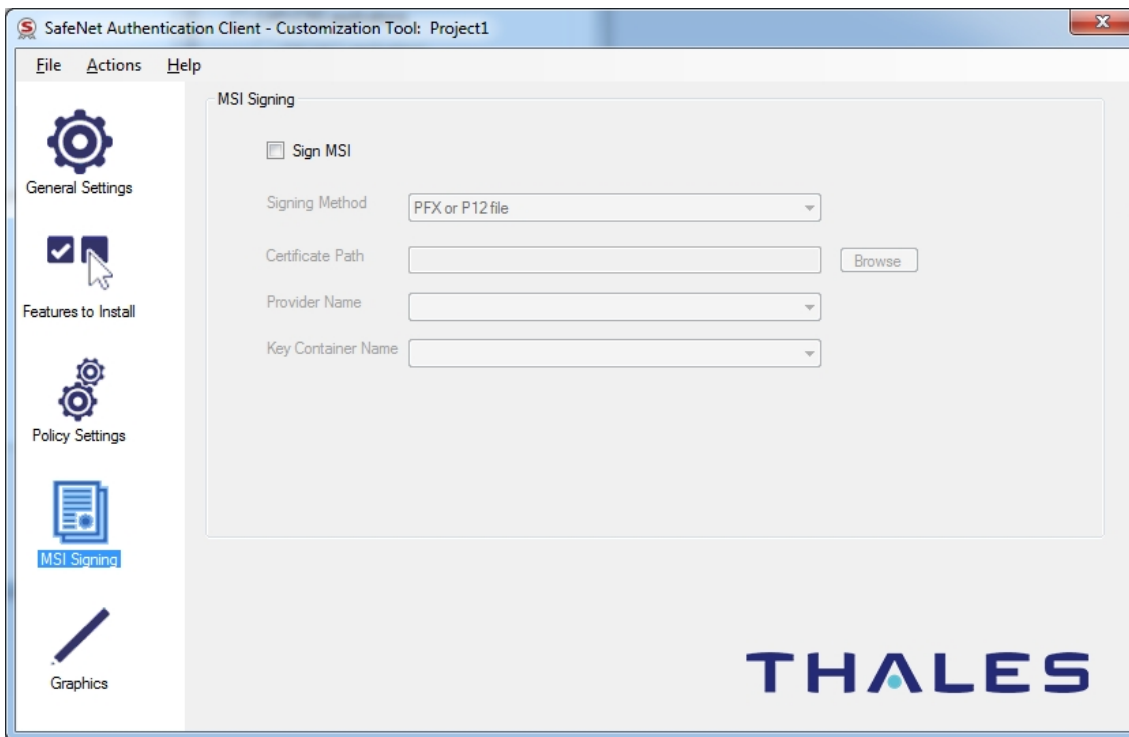 SafeNet Authentication Client - Customization Tool: Project1
File Actions Help
General Settings
Features to Install
Policy Settings
MSI Signing
Graphics
MSI Signing
Sign MSI
Signing Method PFX or P12 file
Certificate Path Browse
Provider Name
Key Container Name
THALES